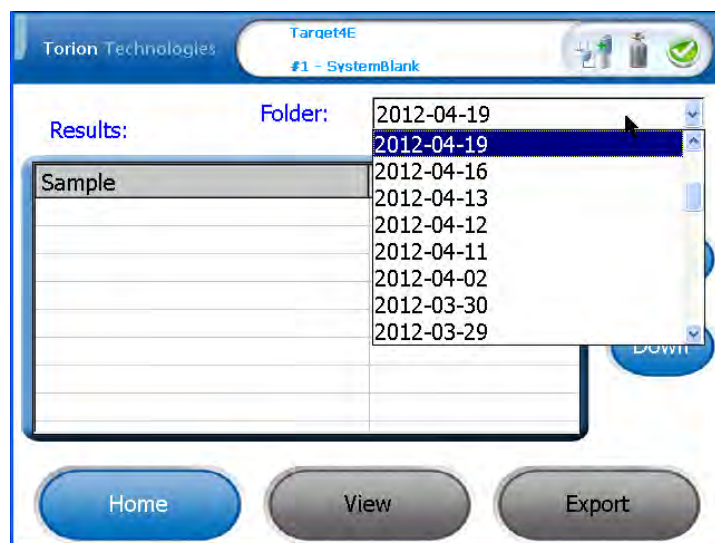 Torion Technologies
Target4E
#1 - SystemBlank
Results:
Folder:
2012-04-19
Sample
2012-04-19
2012-04-16
2012-04-13
2012-04-12
2012-04-11
2012-04-02
2012-03-30
2012-03-29
Down
Home
View
Export